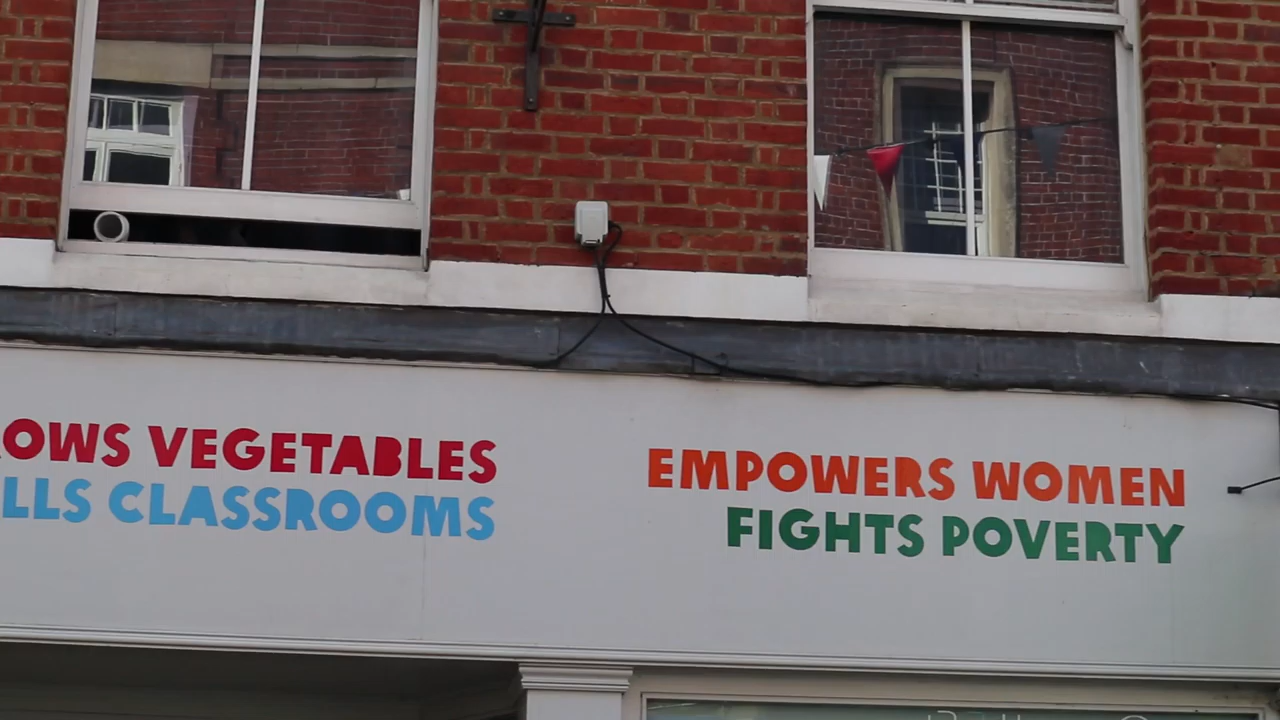 OWS VEGETABLES
LLS CLASSROOMS
EMPOWERS WOMEN
FIGHTS POVERTY